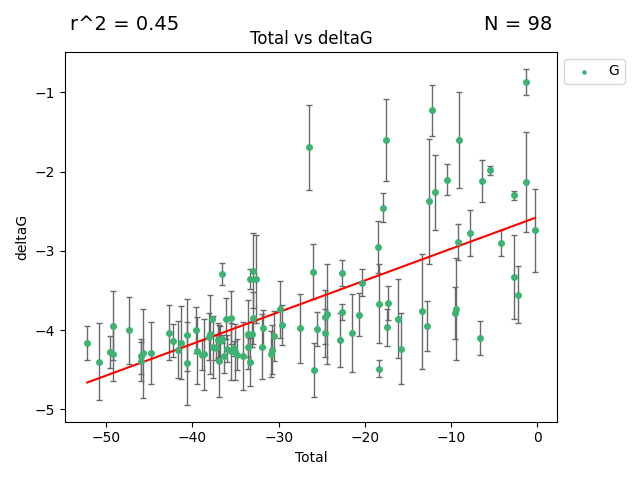 r^2 = 0.45 N = 98
Total vs deltaG
G
deltaG
−1
−2
−3
−4
−5
−50 −40 −30 −20 −10 0
Total